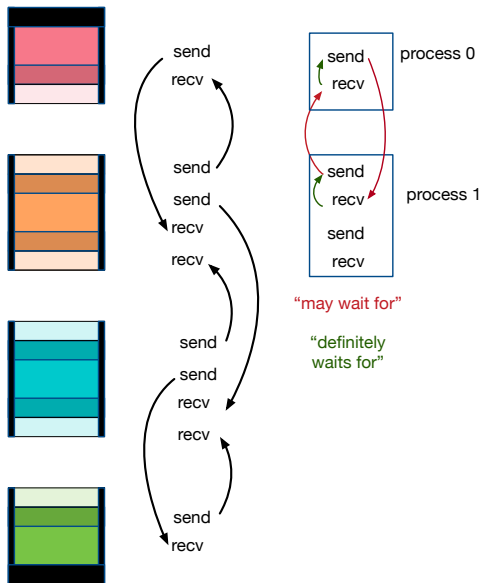 send
recv
send
send
recv
recv
send
send
recv
recv
send
recv
send
recv
process 0
send
recv
process 1
send
recv
“may wait for”
“definitely
waits for”